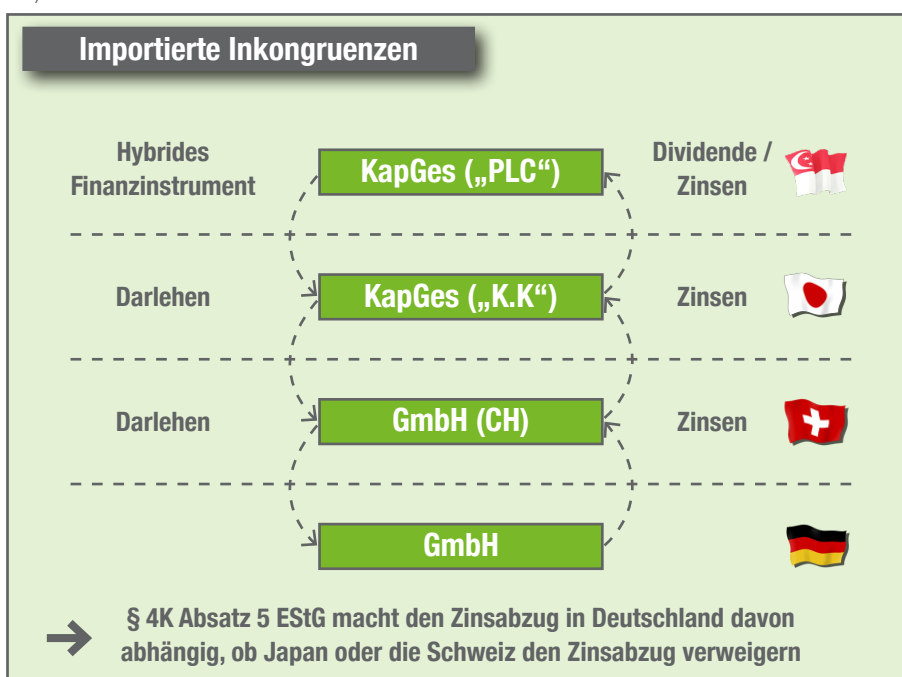 Importierte Inkongruenzen
Hybrides
Finanzinstrument
KapGes („PLC“)
Dividende /
Zinsen
Darlehen
KapGes („K.K“)
Zinsen
Darlehen
GmbH (CH)
Zinsen
GmbH
§ 4K Absatz 5 EStG macht den Zinsabzug in Deutschland davon
abhängig, ob Japan oder die Schweiz den Zinsabzug verweigern